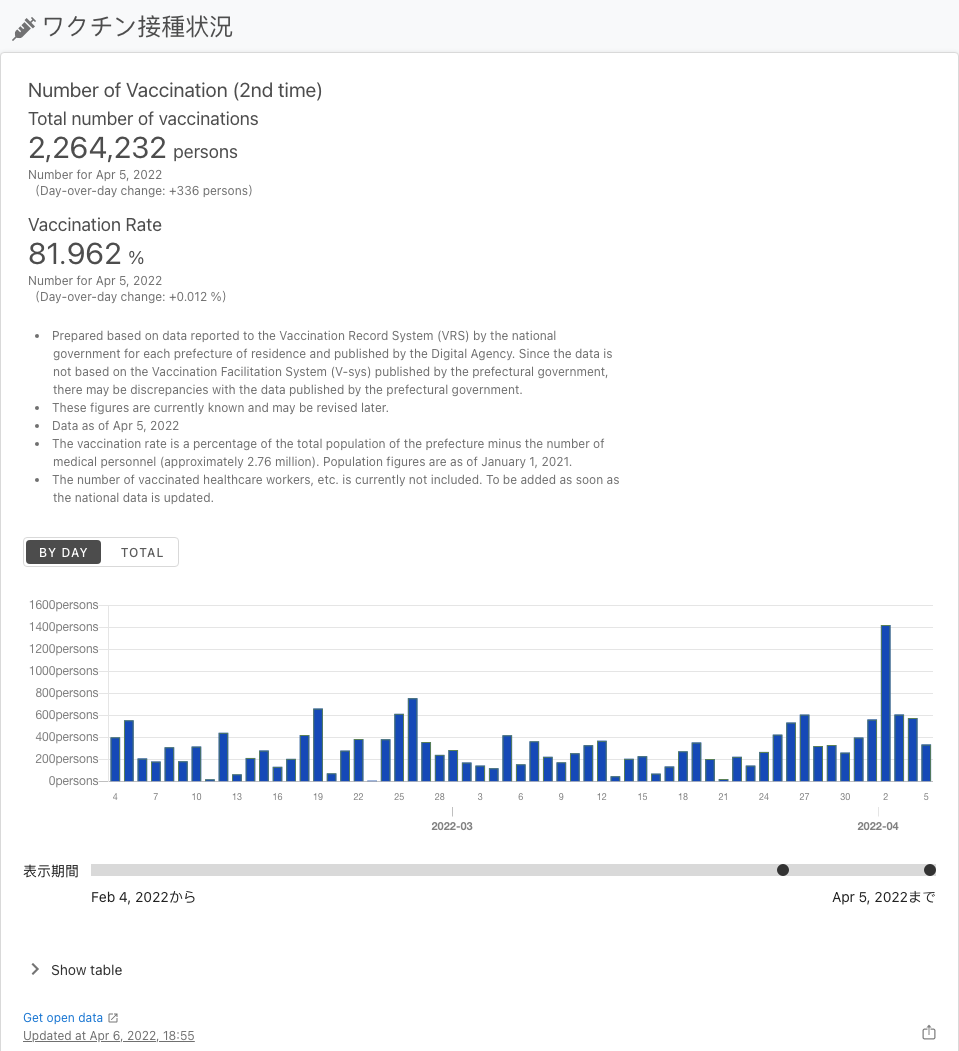 ワクチン接種状況
Number of Vaccination (2nd time)
Total number of vaccinations
2,264,232 persons
Number for Apr 5, 2022
(Day-over-day change: +336 persons)
Vaccination Rate
81.962 %
Number for Apr 5, 2022
(Day-over-day change: +0.012 %)
• Prepared based on data reported to the Vaccination Record System (VRS) by the national
government for each prefecture of residence and published by the Digital Agency. Since the data is
not based on the Vaccination Facilitation System (V-sys) published by the prefectural government,
there may be discrepancies with the data published by the prefectural government.
• These figures are currently known and may be revised later.
• Data as of Apr 5, 2022
• The vaccination rate is a percentage of the total population of the prefecture minus the number of
medical personnel (approximately 2.76 million). Population figures are as of January 1, 2021.
• The number of vaccinated healthcare workers, etc. is currently not included. To be added as soon as
the national data is updated.
BY DAY TOTAL
1600persons
1400persons
1200persons
1000persons
800persons
600persons
400persons
200persons
0persons
4 7 10 13 16 19 22 25 28 3 6 9 12 15 18 21 24 27 30 2 5
2022-03 2022-04
表示期間
Feb 4, 2022から Apr 5, 2022まで
Show table
Get open data
Updated at Apr 6, 2022, 18:55